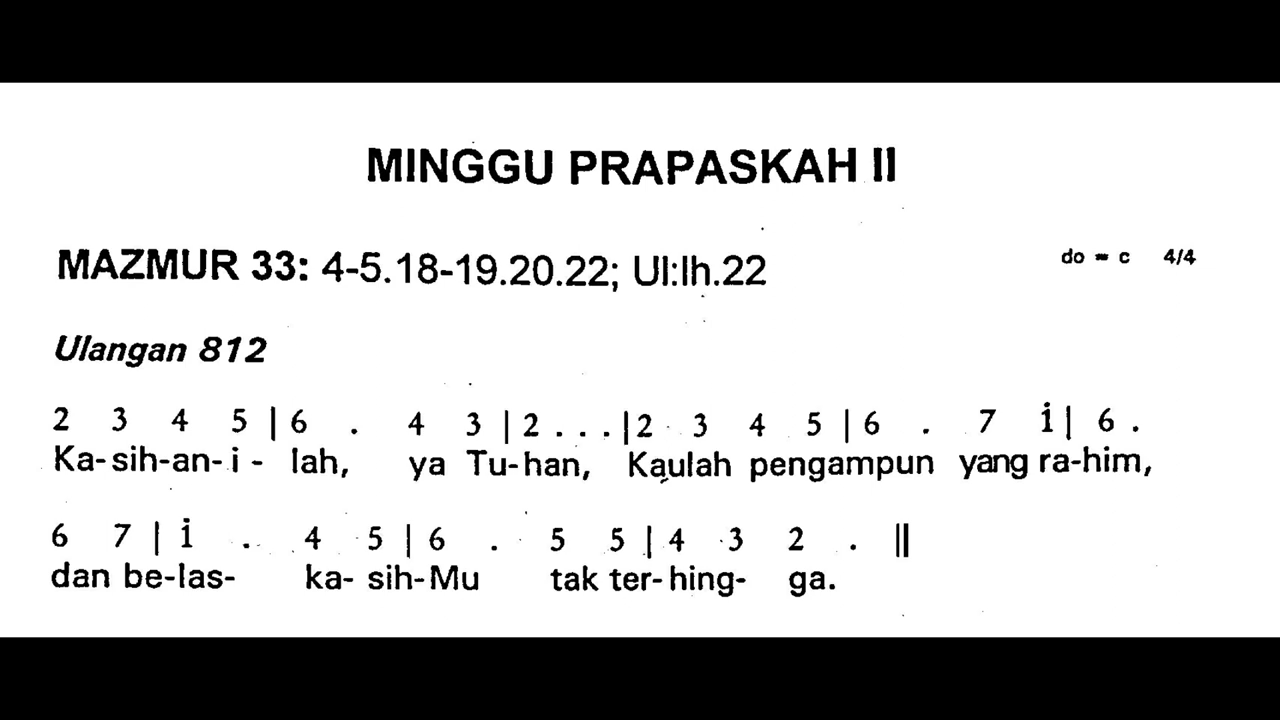 MINGGU PRAPASKAH II
MAZMUR 33: 4-5.18-19.20.22; Ul:lh.22 do = c 4/4
Ulangan 812
2 3 4 5 | 6 . 4 3 | 2 . . . | 2 3 4 5 | 6 . 7 i | 6 .
Ka-sih-an-i - lah, ya Tu-han, Kaulah pengampun yang ra-him,
6 7 | i . 4 5 | 6 . 5 5 | 4 3 2 . ||
dan be-las- ka- sih-Mu tak ter-hing- ga.